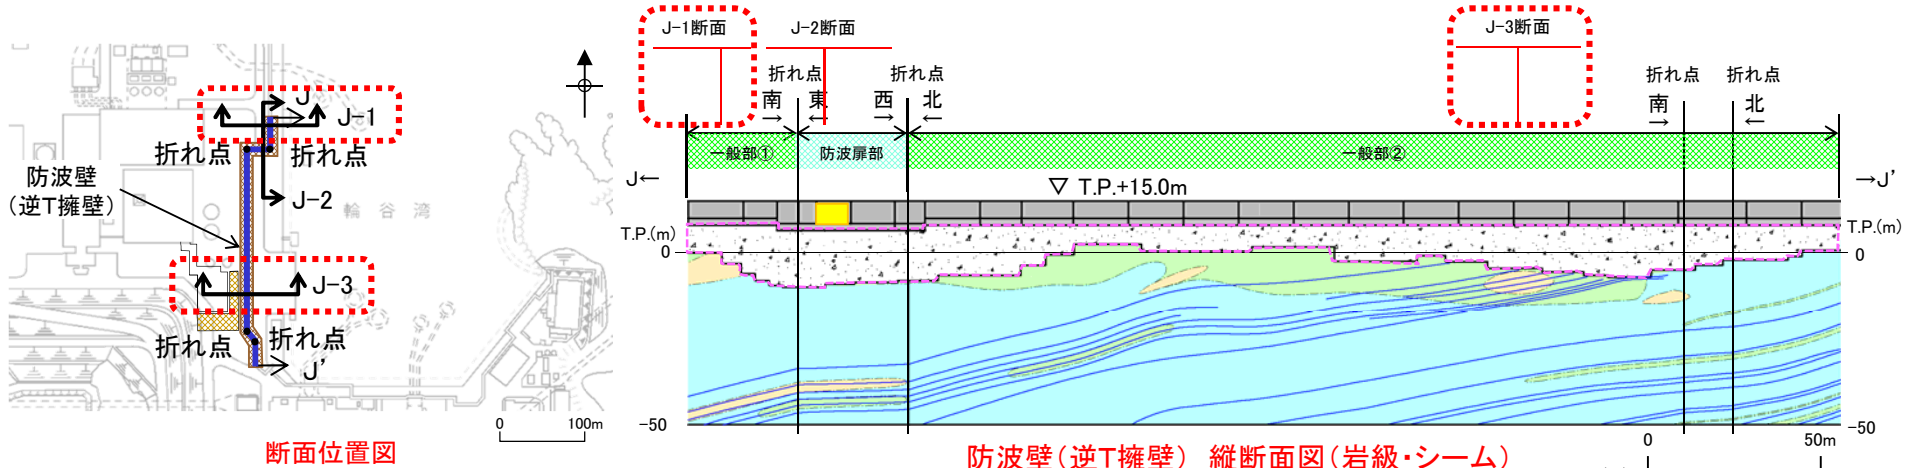 J
J-1
折れ点
折れ点
防波壁
(逆T擁壁)
J-2
輪谷湾
J-3
折れ点
折れ点
J'
0
100m
断面位置図
J-1断面
J-2断面
J-3断面
折れ点
折れ点
折れ点
折れ点
南
→
東
←
西
→
北
←
南
→
北
←
一般部①
防波扉部
一般部②
J←
→J'
▽ T.P.+15.0m
T.P.(m)
T.P.(m)
0
0
-50
-50
0
50m
防波壁(逆T擁壁) 縦断面図(岩級・シーム)